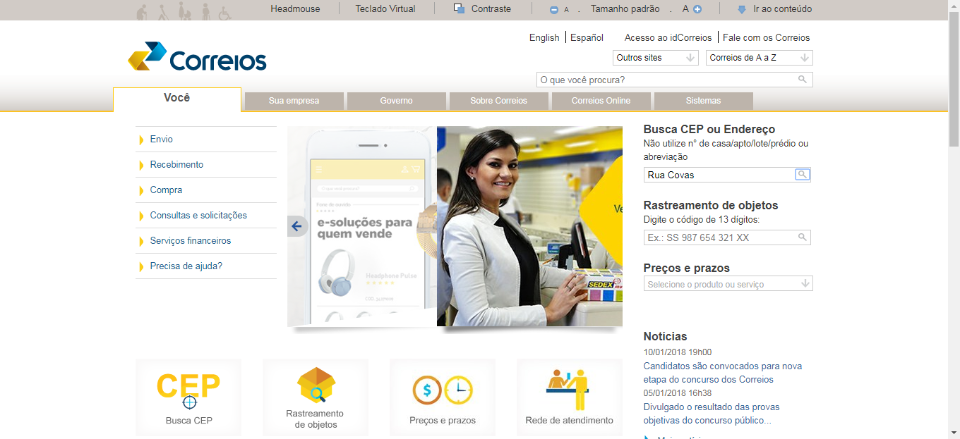 Headmouse
Teclado Virtual
Contraste
A . Tamanho padrão . A
Ir ao conteúdo
English Español Acesso ao idCorreios Fale com os Correios
Outros sites Correios de A a Z
Correios
O que você procura?
Você Sua empresa Governo Sobre Correios Correios Online Sistemas
Envio
Recebimento
Compra
Consultas e solicitações
Serviços financeiros
Precisa de ajuda?
e-soluções para
quem vende
Headphone Pulse
SEDEX
Ve
Busca CEP ou Endereço
Não utilize n° de casa/apto/lote/prédio ou
abreviação
Rua Covas
Rastreamento de objetos
Digite o código de 13 dígitos:
Ex.: SS 987 654 321 XX
Preços e prazos
Selecione o produto ou serviço
Notícias
10/01/2018 19h00
Candidatos são convocados para nova
etapa do concurso dos Correios
05/01/2018 16h38
Divulgado o resultado das provas
objetivas do concurso público...
CEP
Busca CEP
Rastreamento
de objetos
$
Preços e prazos
Rede de atendimento